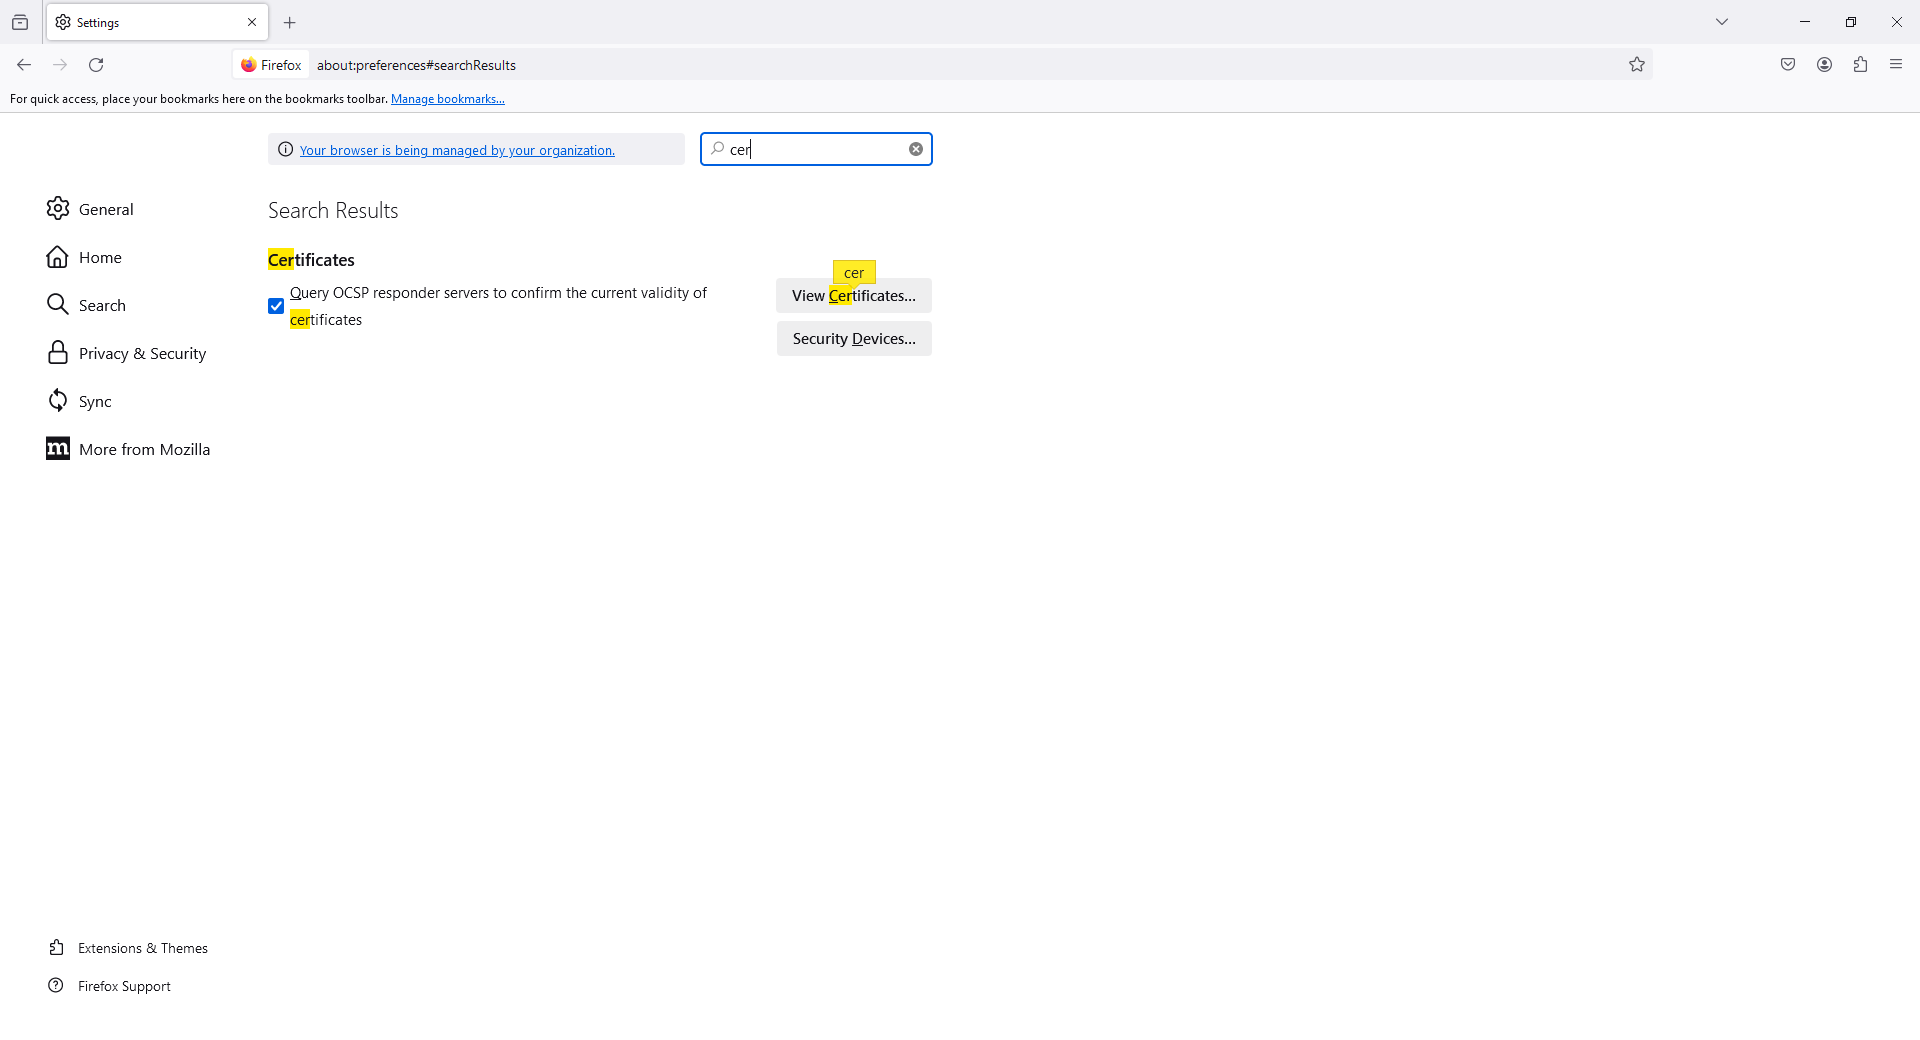 Settings
Firefox
about:preferences#searchResults
For quick access, place your bookmarks here on the bookmarks toolbar. Manage bookmarks...
Your browser is being managed by your organization.
cer
General
Home
Search
Privacy & Security
Sync
More from Mozilla
Search Results
Certificates
Query OCSP responder servers to confirm the current validity of
certificates
cer
View Certificates...
Security Devices...
Extensions & Themes
Firefox Support